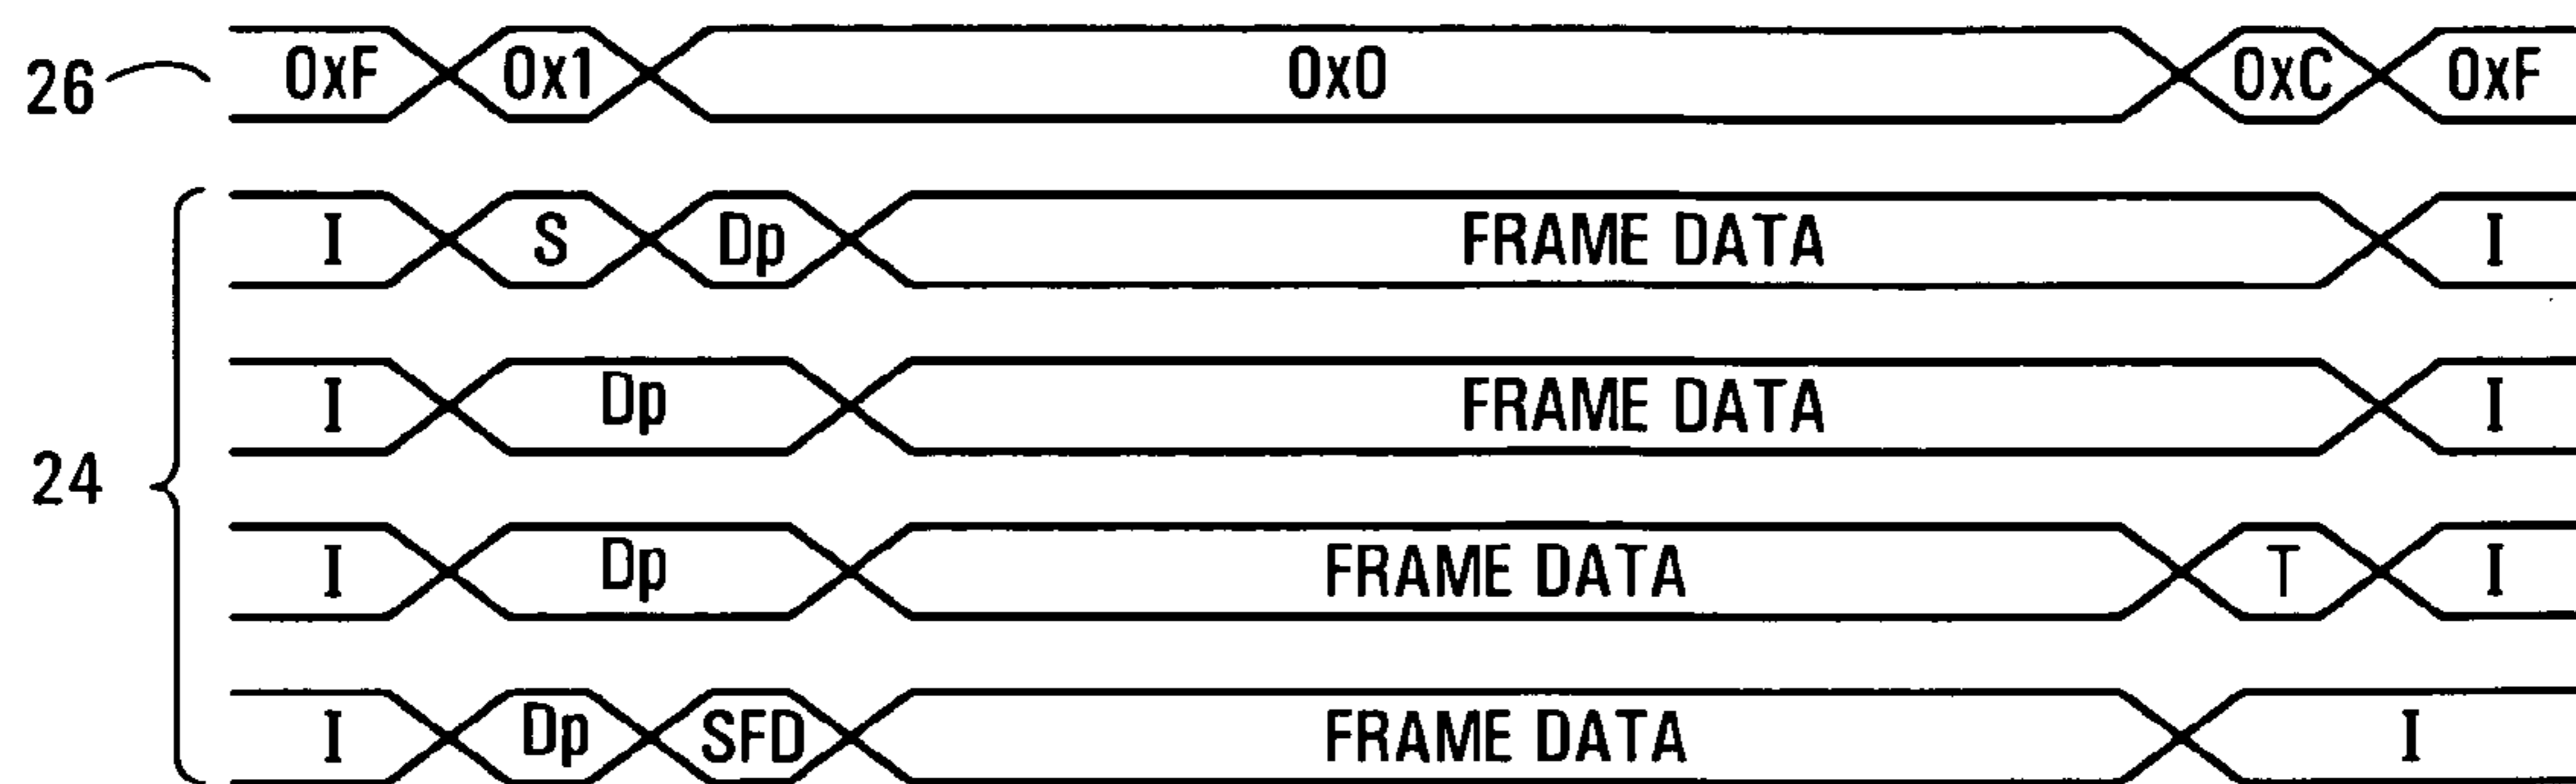 26 0xF 0x1 0x0 0xC 0xF
I S Dp FRAME DATA I
I Dp FRAME DATA I
24
I Dp FRAME DATA T I
I Dp SFD FRAME DATA I